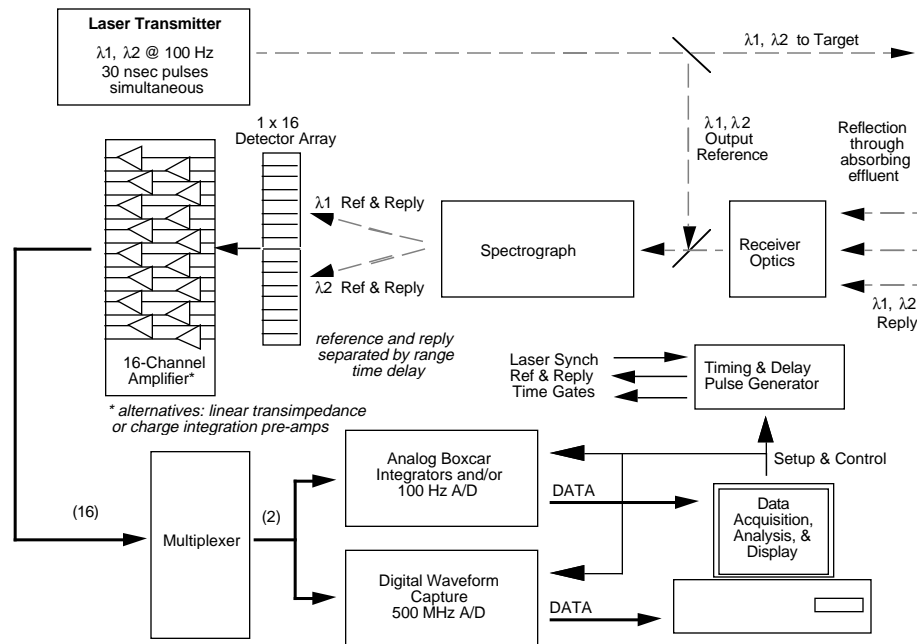 Laser Transmitter
λ1, λ2 @ 100 Hz
30 nsec pulses
simultaneous
λ1, λ2 to Target
1 x 16
Detector Array
λ1, λ2
Output
Reference
Reflection
through
absorbing
effluent
λ1 Ref & Reply
Spectrograph
Receiver
Optics
λ2 Ref & Reply
λ1, λ2
Reply
reference and reply
separated by range
time delay
16-Channel
Amplifier*
* alternatives: linear transimpedance
or charge integration pre-amps
Laser Synch
Ref & Reply
Time Gates
Timing & Delay
Pulse Generator
Setup & Control
(16)
Multiplexer
(2)
Analog Boxcar
Integrators and/or
100 Hz A/D
DATA
Data
Acquisition,
Analysis, &
Display
Digital Waveform
Capture
500 MHz A/D
DATA